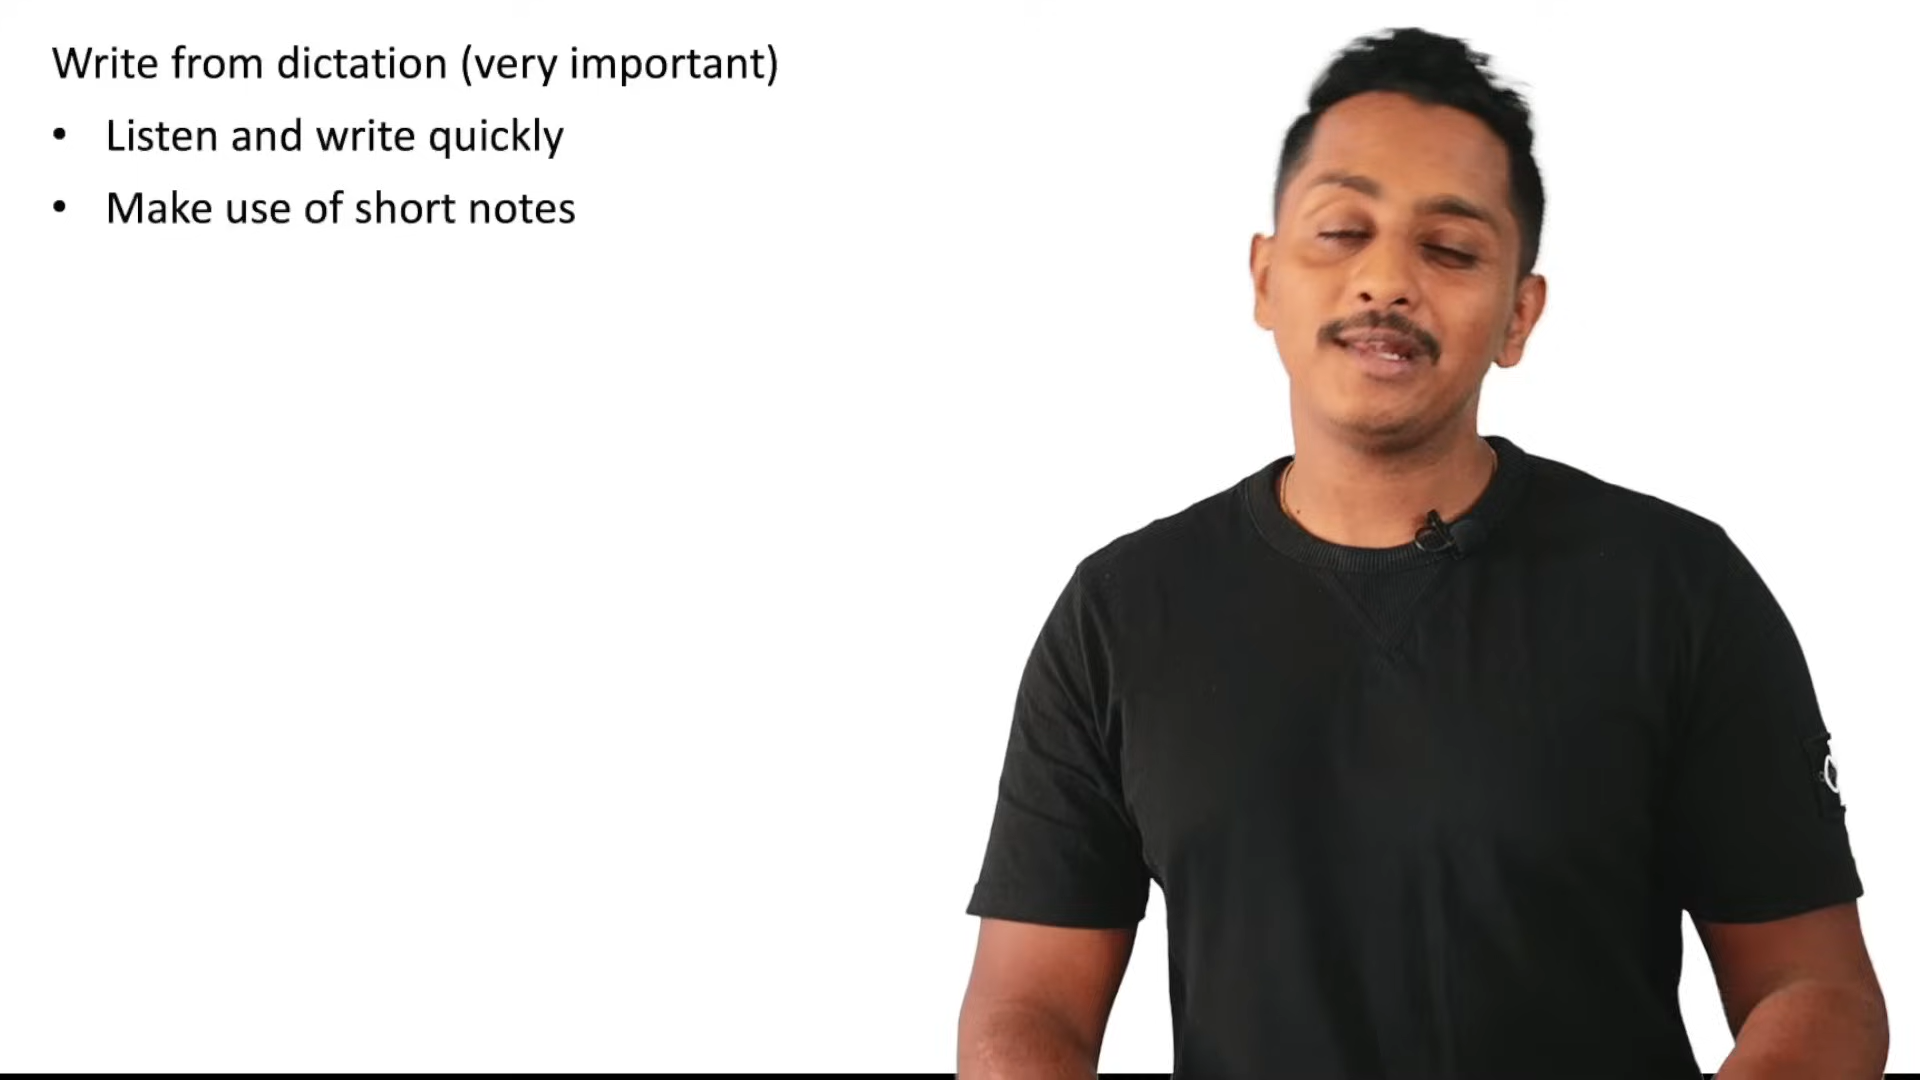 Write from dictation (very important)
• Listen and write quickly
• Make use of short notes